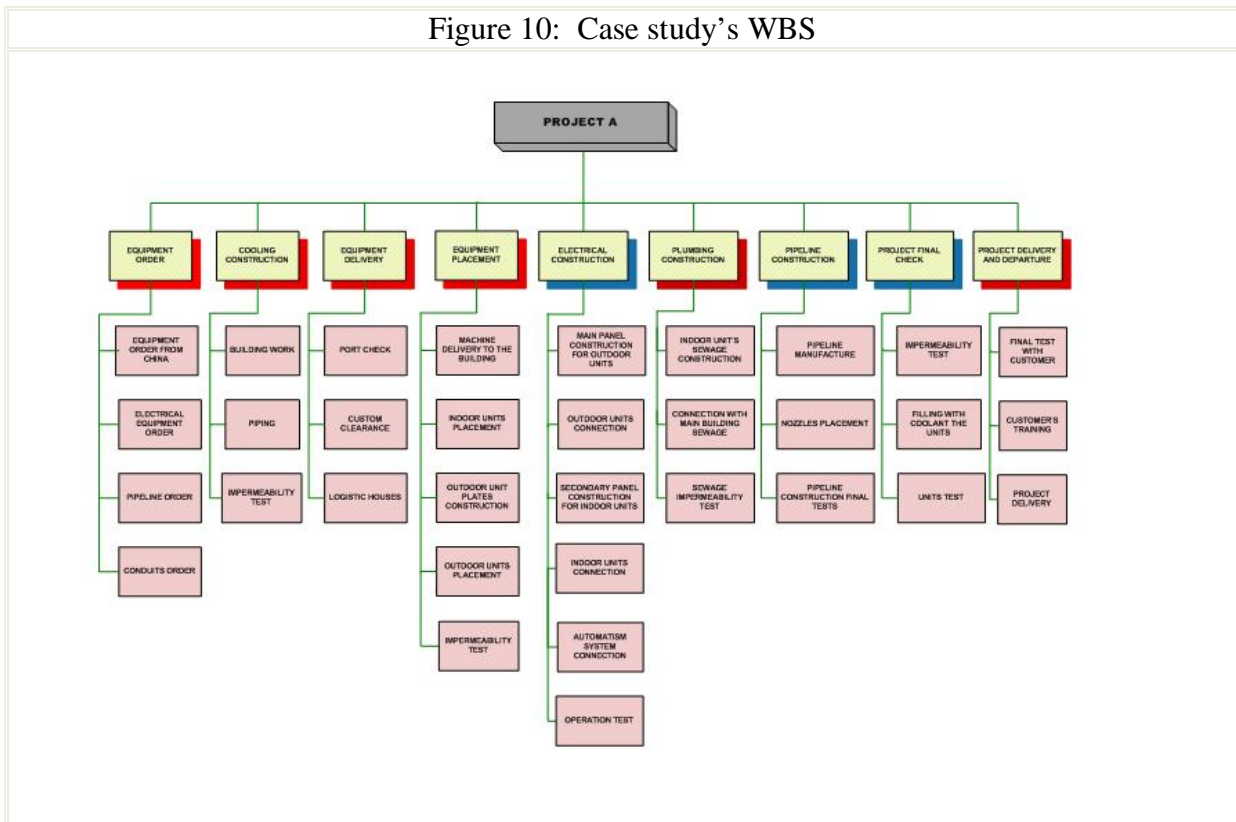 Figure 10: Case study's WBS
PROJECT A
EQUIPMENT
ORDER
COOLING
CONSTRUCTION
EQUIPMENT
DELIVERY
EQUIPMENT
PLACEMENT
ELECTRICAL
CONSTRUCTION
PLUMBING
CONSTRUCTION
PIPELINE
CONSTRUCTION
PROJECT FINAL
CHECK
PROJECT DELIVERY
AND DEPARTURE
EQUIPMENT
ORDER FROM
CHINA
ELECTRICAL
EQUIPMENT
ORDER
PIPELINE ORDER
CONDUITS ORDER
BUILDING WORK
PIPING
IMPERMEABILITY
TEST
PORT CHECK
CUSTOM
CLEARANCE
LOGISTIC HOUSES
MACHINE
DELIVERY TO THE
BUILDING
INDOOR UNITS
PLACEMENT
OUTDOOR UNIT
PLATES
CONSTRUCTION
OUTDOOR UNITS
PLACEMENT
IMPERMEABILITY
TEST
MAIN PANEL
CONSTRUCTION
FOR OUTDOOR
UNITS
OUTDOOR UNITS
CONNECTION
SECONDARY PANEL
CONSTRUCTION
FOR INDOOR UNITS
INDOOR UNITS
CONNECTION
AUTOMATISM
SYSTEM
CONNECTION
OPERATION TEST
INDOOR UNIT'S
SEWAGE
CONSTRUCTION
CONNECTION WITH
MAIN BUILDING
SEWAGE
SEWAGE
IMPERMEABILITY
TEST
PIPELINE
MANUFACTURE
NOZZLES PLACEMENT
PIPELINE
CONSTRUCTION FINAL
TESTS
IMPERMEABILITY
TEST
FILLING WITH
COOLANT THE
UNITS
UNITS TEST
FINAL TEST
WITH
CUSTOMER
CUSTOMER'S
TRAINING
PROJECT
DELIVERY